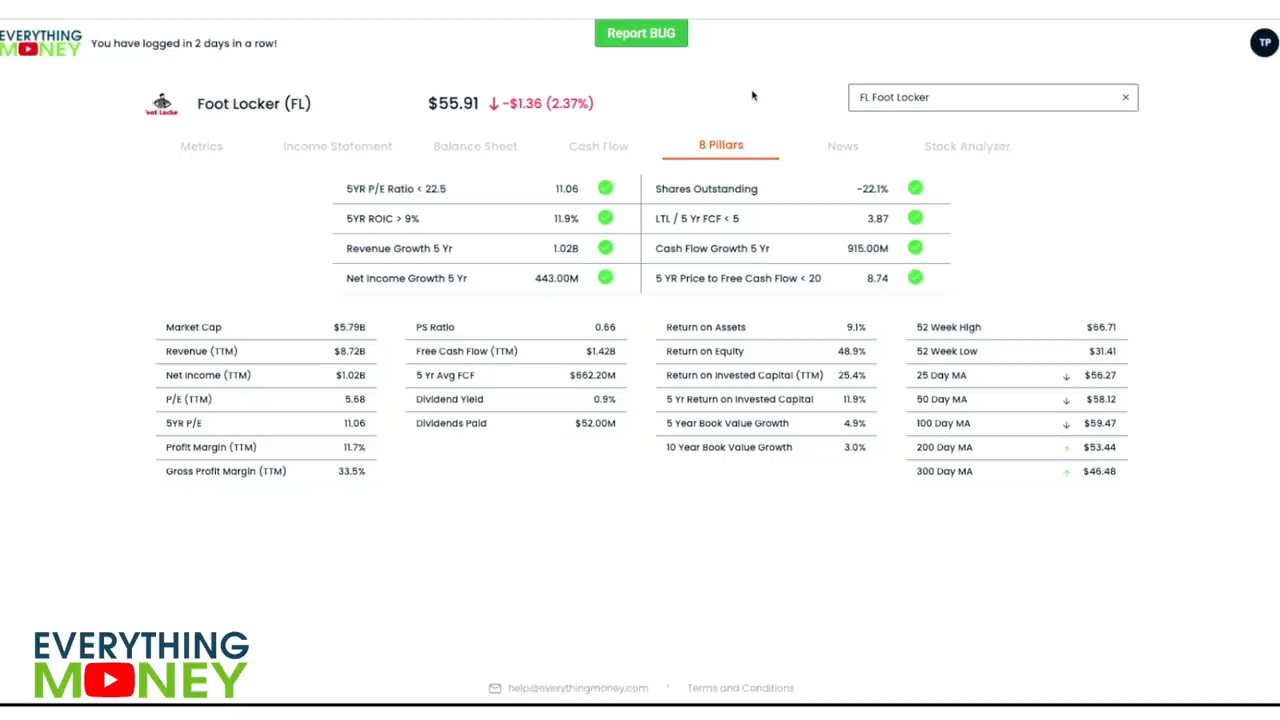 EVERYTHING
MONEY
You have logged in 2 days in a row!
Report BUG
TP
Foot Locker (FL)
$55.91 ↓ -$1.36 (2.37%)
FL Foot Locker ×
Metrics Income Statement Balance Sheet Cash Flow 8 Pillars News Stock Analyzer
5YR P/E Ratio < 22.5 11.06 Shares Outstanding -22.1%
5YR ROIC > 9% 11.9% LTL / 5 Yr FCF < 5 3.87
Revenue Growth 5 Yr 1.02B Cash Flow Growth 5 Yr 915.00M
Net Income Growth 5 Yr 443.00M 5 YR Price to Free Cash Flow < 20 8.74
Market Cap $5.79B PS Ratio 0.66 Return on Assets 9.1% 52 Week High $66.71
Revenue (TTM) $8.72B Free Cash Flow (TTM) $1.42B Return on Equity 48.9% 52 Week Low $31.41
Net Income (TTM) $1.02B 5 Yr Avg FCF $662.20M Return on Invested Capital (TTM) 25.4% 25 Day MA ↓ $56.27
P/E (TTM) 5.68 Dividend Yield 0.9% 5 Yr Return on Invested Capital 11.9% 50 Day MA ↓ $58.12
5YR P/E 11.06 Dividends Paid $52.00M 5 Year Book Value Growth 4.9% 100 Day MA ↓ $59.47
Profit Margin (TTM) 11.7% 10 Year Book Value Growth 3.0% 200 Day MA ↑ $53.44
Gross Profit Margin (TTM) 33.5% 300 Day MA ↑ $46.48
EVERYTHING
MONEY
help@everythingmoney.com Terms and Conditions